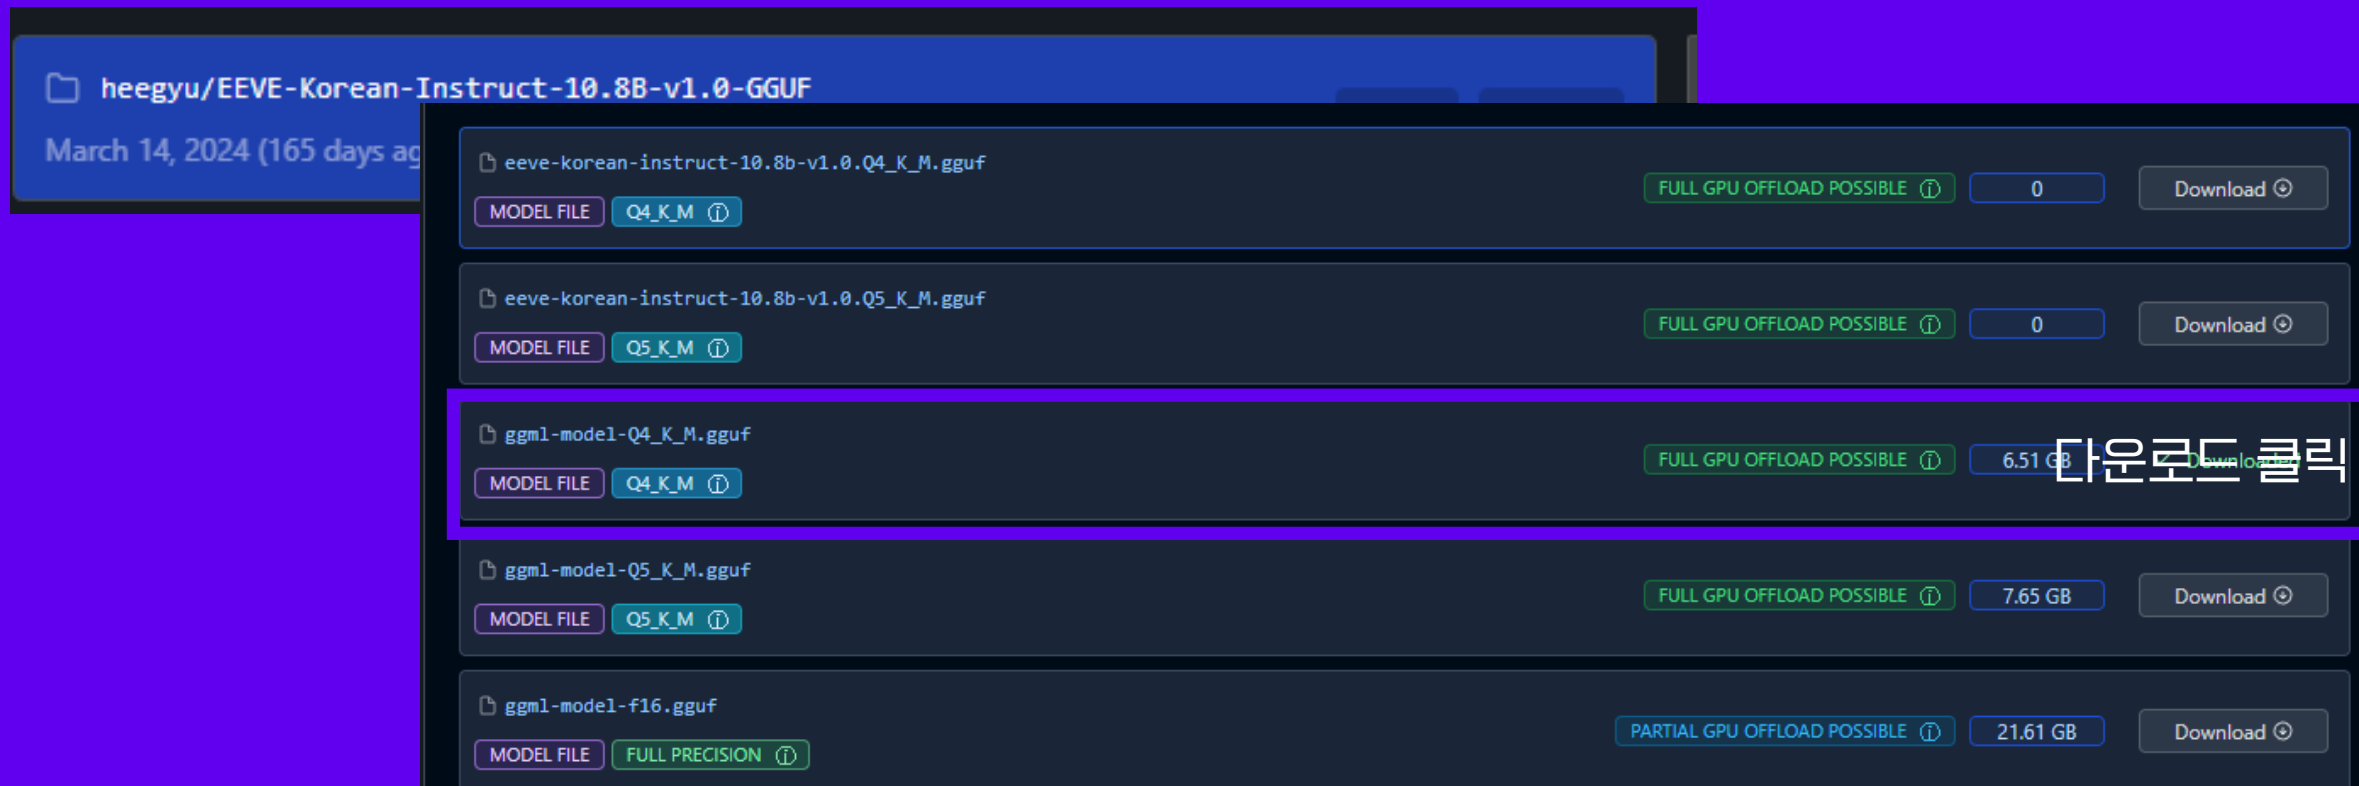 heegyu/EEVE-Korean-Instruct-10.8B-v1.0-GGUF
March 14, 2024 (165 days ag
eeve-korean-instruct-10.8b-v1.0.Q4_K_M.gguf
MODEL FILE Q4_K_M
FULL GPU OFFLOAD POSSIBLE 0 Download
eeve-korean-instruct-10.8b-v1.0.Q5_K_M.gguf
MODEL FILE Q5_K_M
FULL GPU OFFLOAD POSSIBLE 0 Download
ggml-model-Q4_K_M.gguf
MODEL FILE Q4_K_M
FULL GPU OFFLOAD POSSIBLE 6.51 GB Downloaded
다운로드 클릭
ggml-model-Q5_K_M.gguf
MODEL FILE Q5_K_M
FULL GPU OFFLOAD POSSIBLE 7.65 GB Download
ggml-model-f16.gguf
MODEL FILE FULL PRECISION
PARTIAL GPU OFFLOAD POSSIBLE 21.61 GB Download